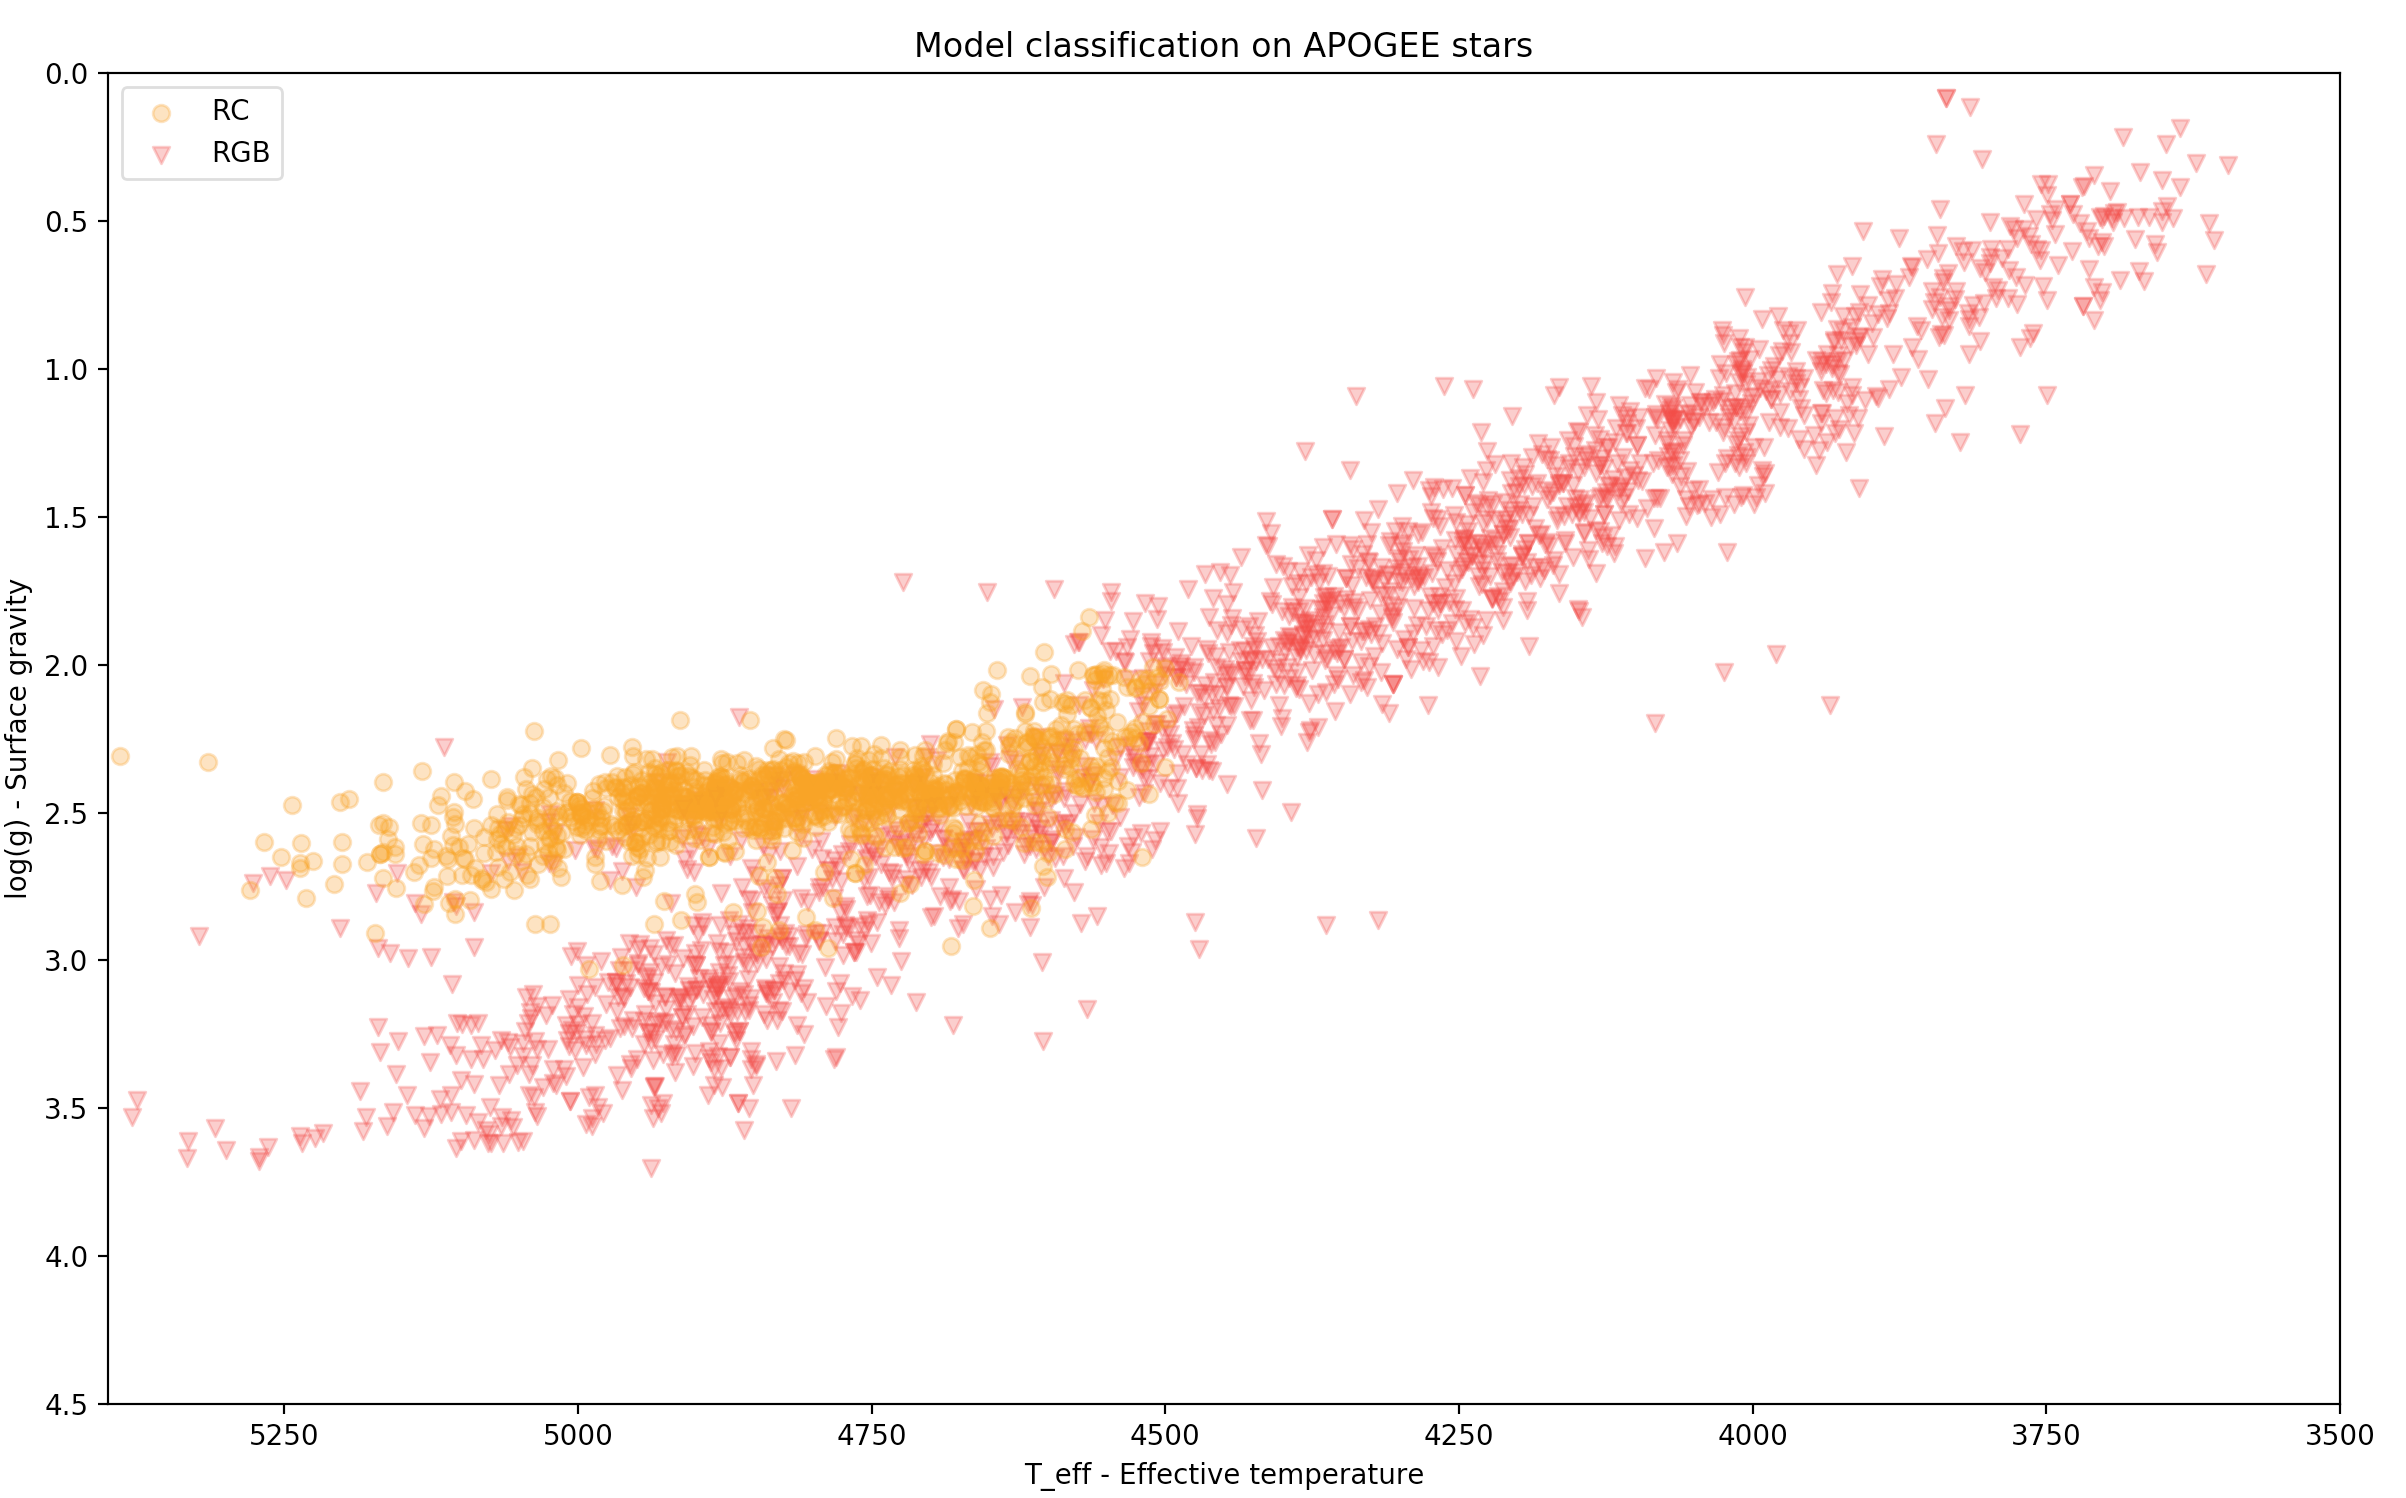 Model classification on APOGEE stars
RC
RGB
0.0
0.5
1.0
1.5
2.0
2.5
3.0
3.5
4.0
4.5
log(g) - Surface gravity
5250 5000 4750 4500 4250 4000 3750 3500
T_eff - Effective temperature